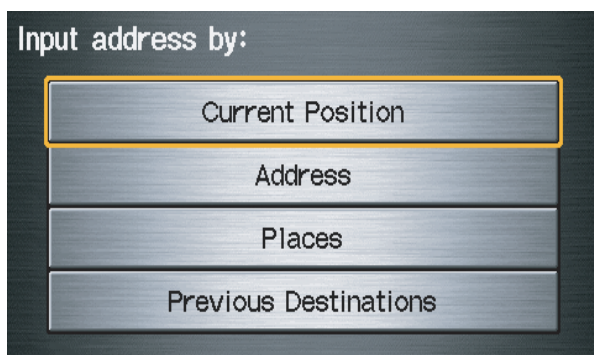 Input address by:
Current Position
Address
Places
Previous Destinations